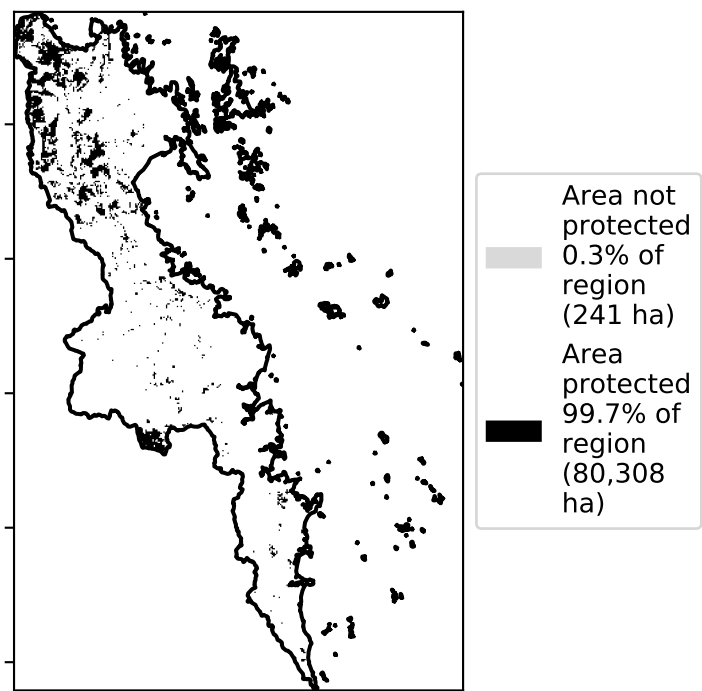 Area not
protected
0.3% of
region
(241 ha)
Area
protected
99.7% of
region
(80,308
ha)